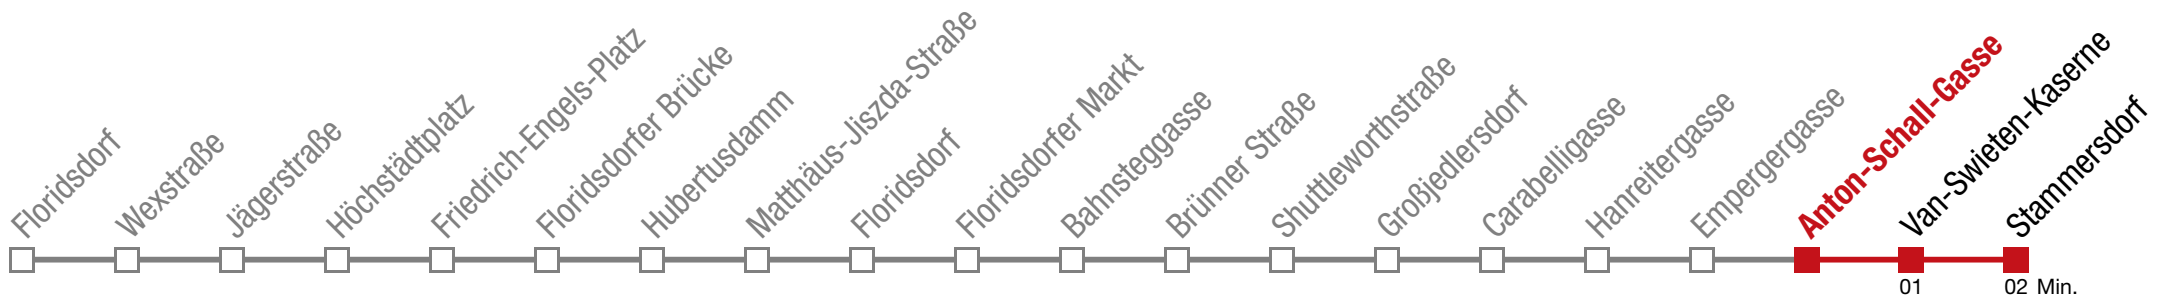 Floridsdorf
Wexstraße
Jägerstraße
Höchstädtplatz
Friedrich-Engels-Platz
Floridsdorfer Brücke
Hubertusdamm
Matthäus-Jiszda-Straße
Floridsdorf
Floridsdorfer Markt
Bahnsteggasse
Brünner Straße
Shuttleworthstraße
Großjedlersdorf
Carabelligasse
Hanreitergasse
Empergergasse
Anton-Schall-Gasse
Van-Swieten-Kaserne
Stammersdorf
01 02 Min.